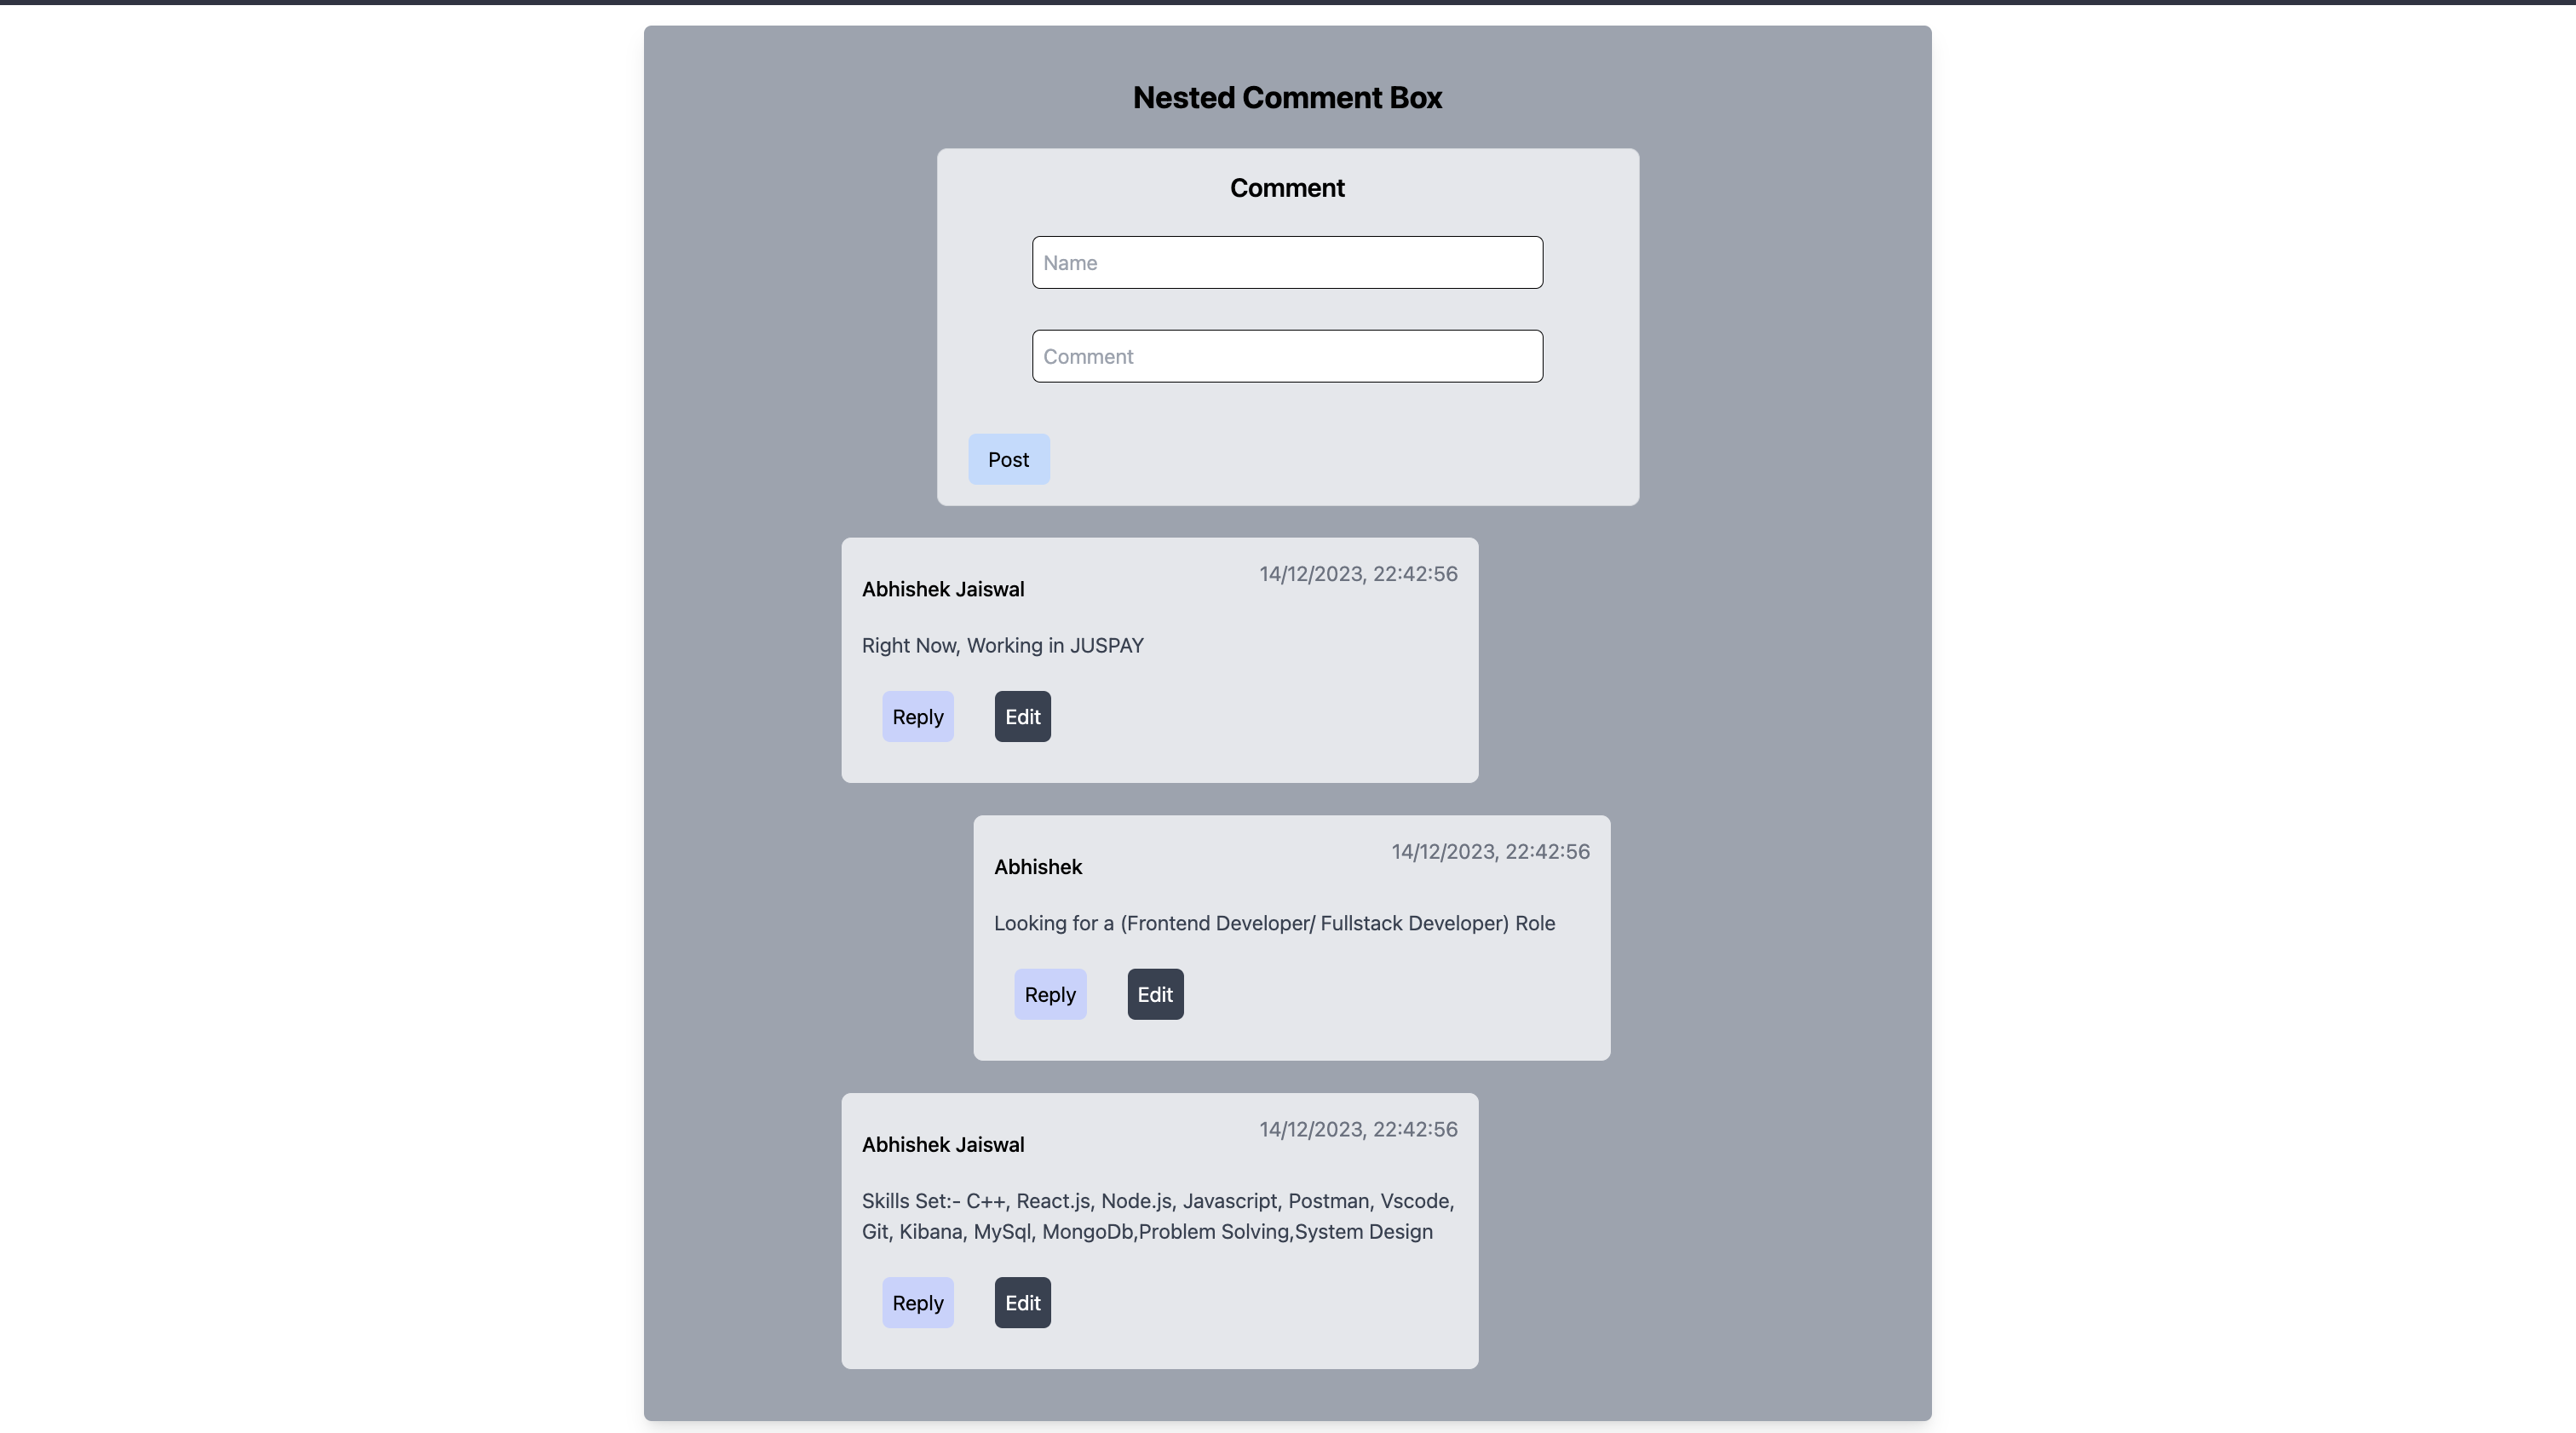 Nested Comment Box
Comment
Name
Comment
Post
Abhishek Jaiswal
14/12/2023, 22:42:56
Right Now, Working in JUSPAY
Reply
Edit
Abhishek
14/12/2023, 22:42:56
Looking for a (Frontend Developer/ Fullstack Developer) Role
Reply
Edit
Abhishek Jaiswal
14/12/2023, 22:42:56
Skills Set:- C++, React.js, Node.js, Javascript, Postman, Vscode,
Git, Kibana, MySql, MongoDb,Problem Solving,System Design
Reply
Edit